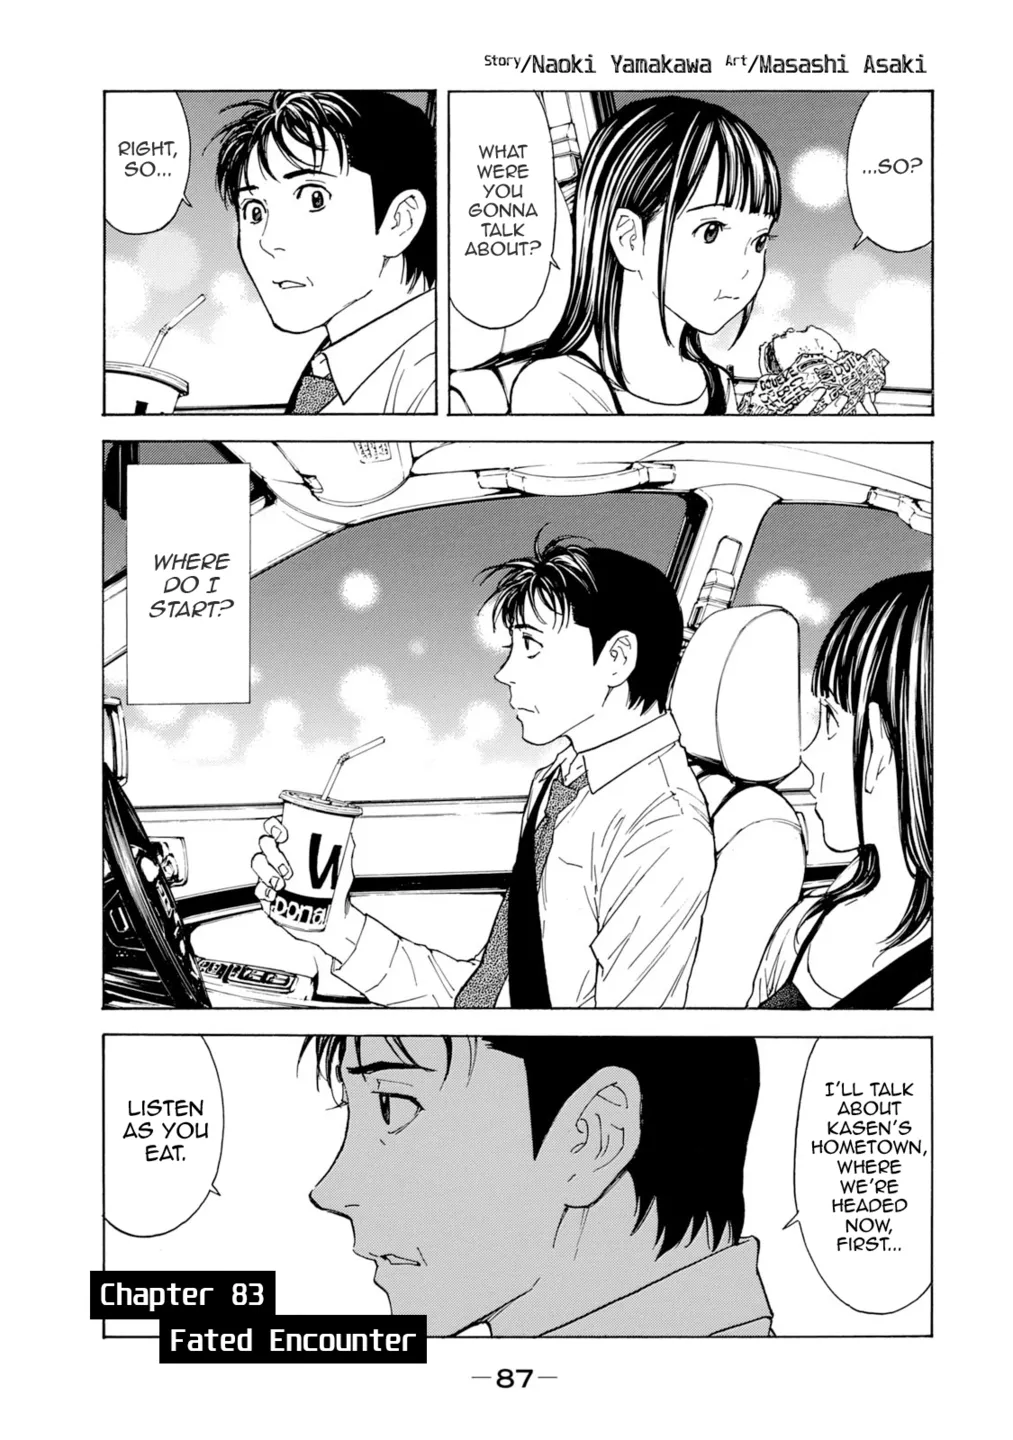 Story/Naoki Yamakawa Art/Masashi Asaki
...SO?
WHAT
WERE
YOU
GONNA
TALK
ABOUT?
RIGHT,
SO...
WHERE
DO I
START?
W
DONA
I'LL TALK
ABOUT
KASEN'S
HOMETOWN,
WHERE
WE'RE
HEADED
NOW,
FIRST...
LISTEN
AS YOU
EAT.
Chapter 83
Fated Encounter
—87—